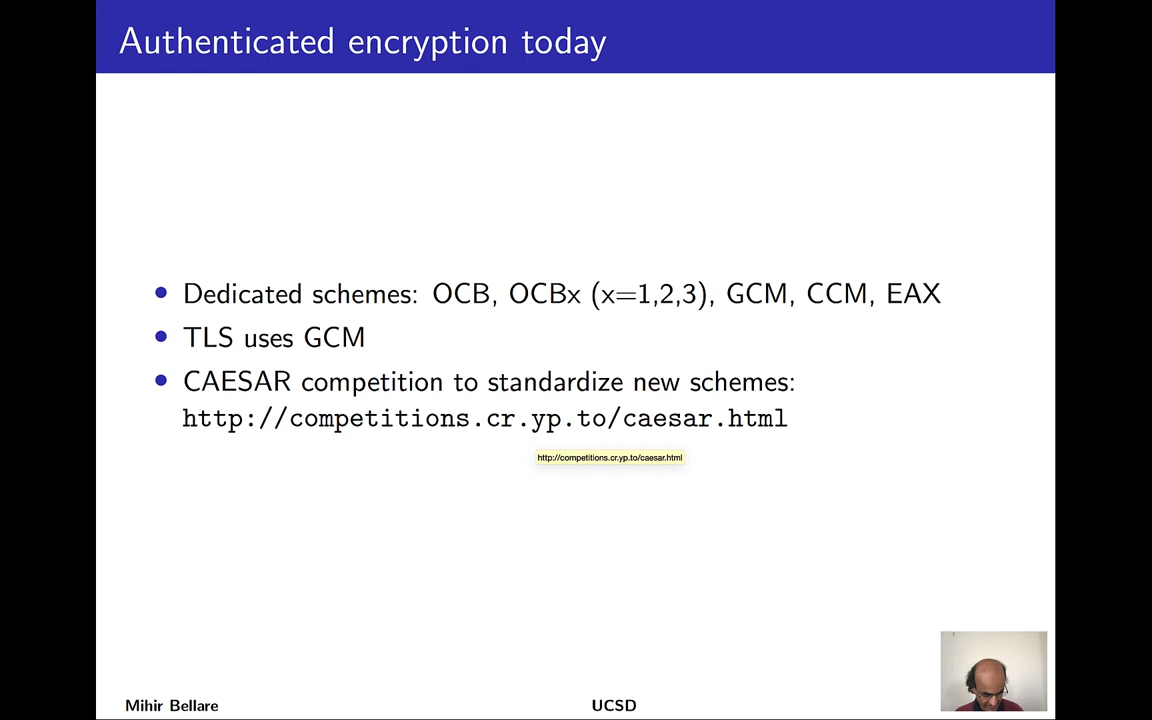 Authenticated encryption today
• Dedicated schemes: OCB, OCBx (x=1,2,3), GCM, CCM, EAX
• TLS uses GCM
• CAESAR competition to standardize new schemes:
http://competitions.cr.yp.to/caesar.html
http://competitions.cr.yp.to/caesar.html
Mihir Bellare UCSD